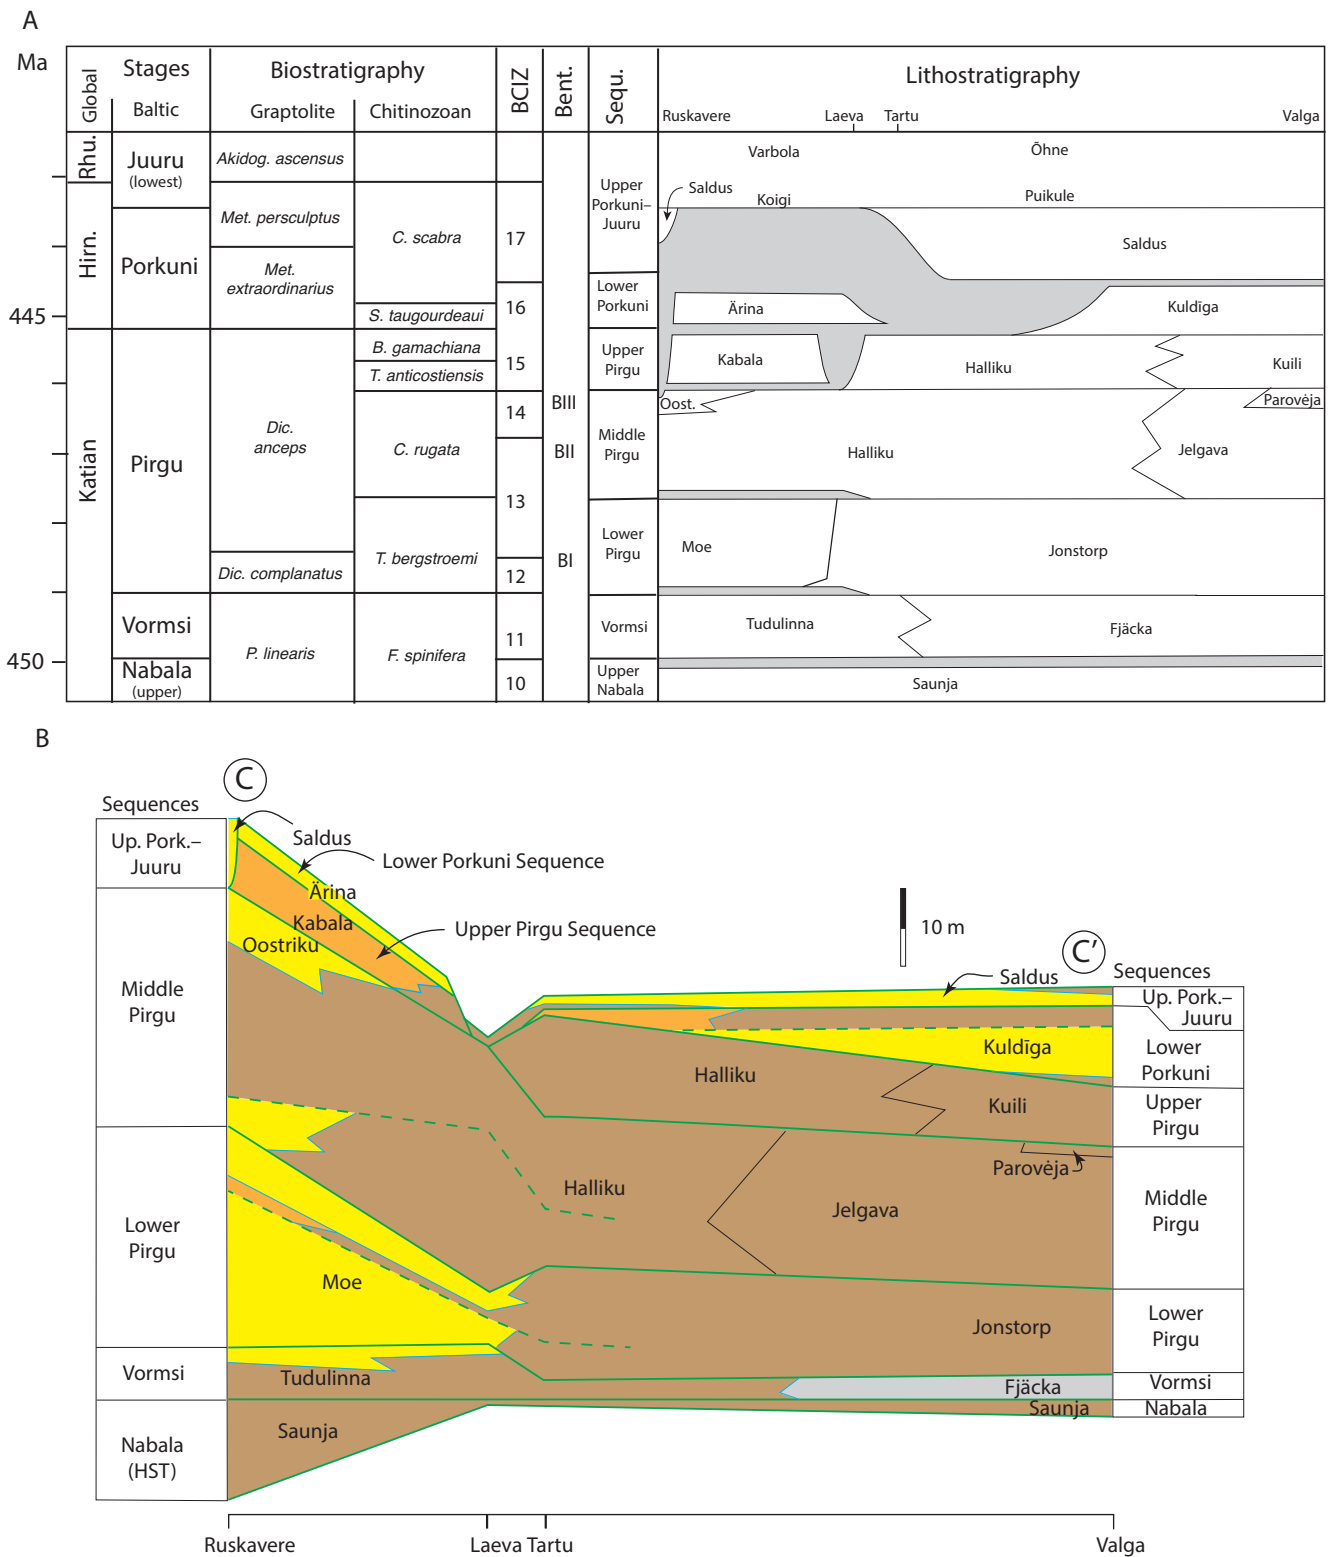 A
Ma
Global
Stages
Baltic
Biostratigraphy
Graptolite
Chitinozoan
BCIZ
Bent.
Sequ.
Lithostratigraphy
Ruskavere
Laeva
Tartu
Valga
445
450
Rhu.
Hirn.
Katian
Juuru
(lowest)
Porkuni
Pirgu
Vormsi
Nabala
(upper)
Akidog. ascensus
Met. persculptus
Met.
extraordinarius
Dic.
anceps
Dic. complanatus
P. linearis
C. scabra
S. taugourdeaui
B. gamachiana
T. anticostiensis
C. rugata
T. bergstroemi
F. spinifera
17
16
15
14
13
12
11
10
BIII
BII
BI
Upper
Porkuni–
Juuru
Lower
Porkuni
Upper
Pirgu
Middle
Pirgu
Lower
Pirgu
Vormsi
Upper
Nabala
Varbola
Õhne
Saldus
Koigi
Puikule
Saldus
Ärina
Kuldīga
Kabala
Halliku
Kuili
Oost.
Parovėja
Halliku
Jelgava
Moe
Jonstorp
Tudulinna
Fjäcka
Saunja
B
C
Sequences
Up. Pork.–
Juuru
Middle
Pirgu
Lower
Pirgu
Vormsi
Nabala
(HST)
Saldus
Lower Porkuni Sequence
Ärina
Kabala
Upper Pirgu Sequence
Oostriku
10 m
C’
Saldus
Sequences
Up. Pork.–
Juuru
Kuldīga
Lower
Porkuni
Halliku
Kuili
Upper
Pirgu
Parovėja
Halliku
Jelgava
Middle
Pirgu
Moe
Jonstorp
Lower
Pirgu
Tudulinna
Fjäcka
Vormsi
Saunja
Saunja
Nabala
Ruskavere
Laeva
Tartu
Valga